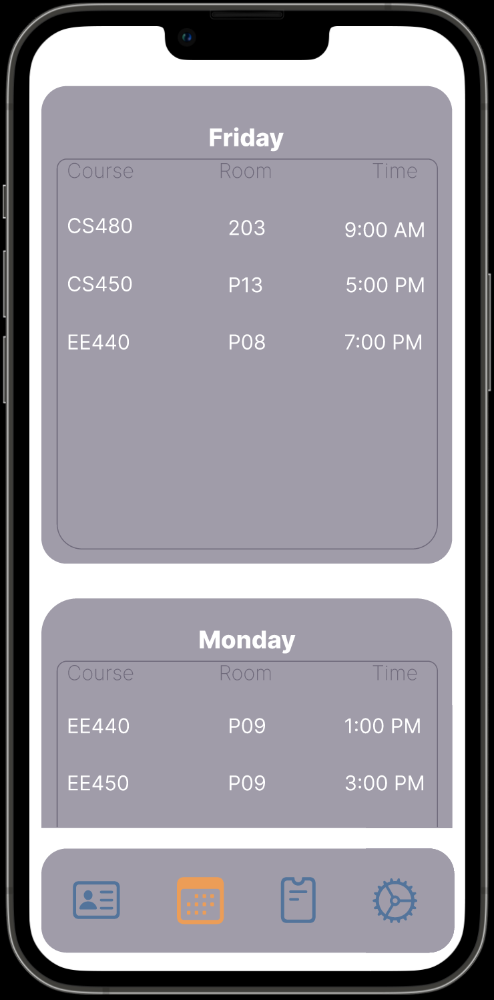 Friday
Course Room Time
CS480 203 9:00 AM
CS450 P13 5:00 PM
EE440 P08 7:00 PM
Monday
Course Room Time
EE440 P09 1:00 PM
EE450 P09 3:00 PM